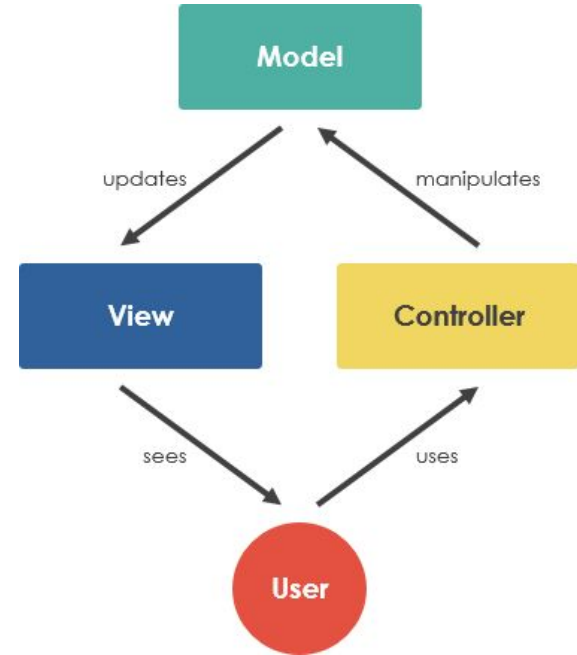 Model
updates
manipulates
View
Controller
sees
uses
User